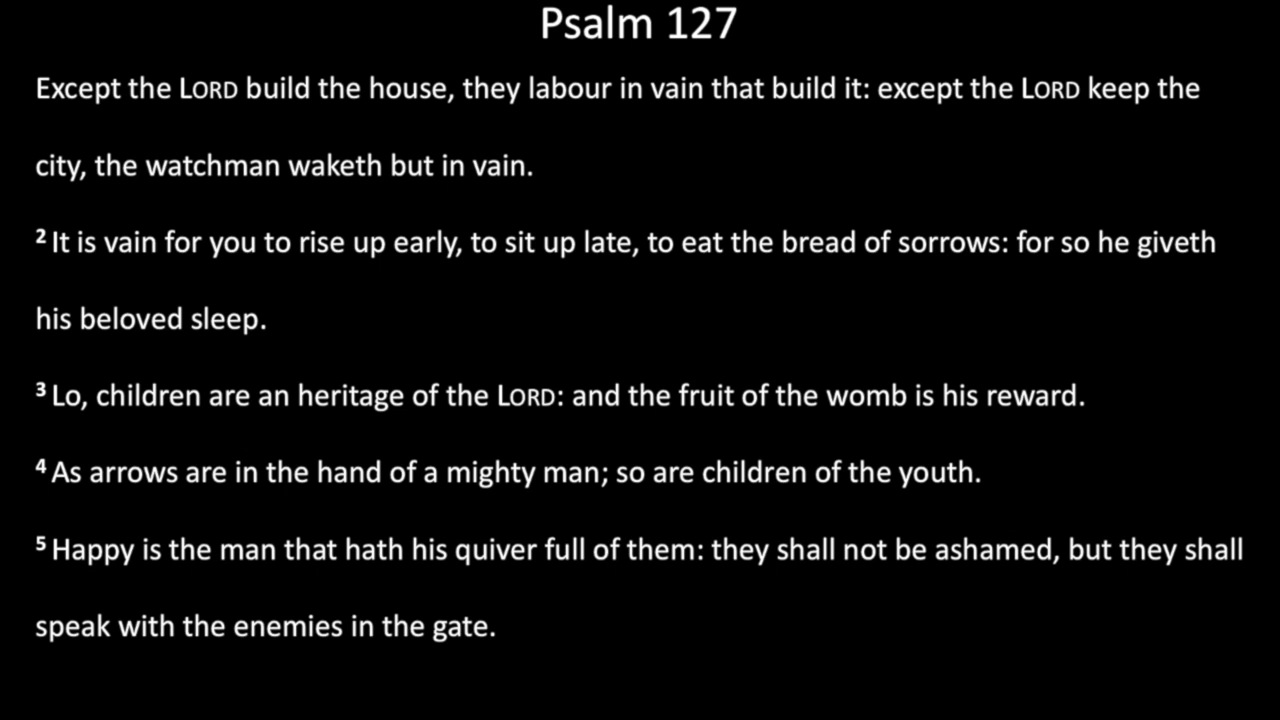 Psalm 127
Except the LORD build the house, they labour in vain that build it: except the LORD keep the
city, the watchman waketh but in vain.
2 It is vain for you to rise up early, to sit up late, to eat the bread of sorrows: for so he giveth
his beloved sleep.
3 Lo, children are an heritage of the LORD: and the fruit of the womb is his reward.
4 As arrows are in the hand of a mighty man; so are children of the youth.
5 Happy is the man that hath his quiver full of them: they shall not be ashamed, but they shall
speak with the enemies in the gate.